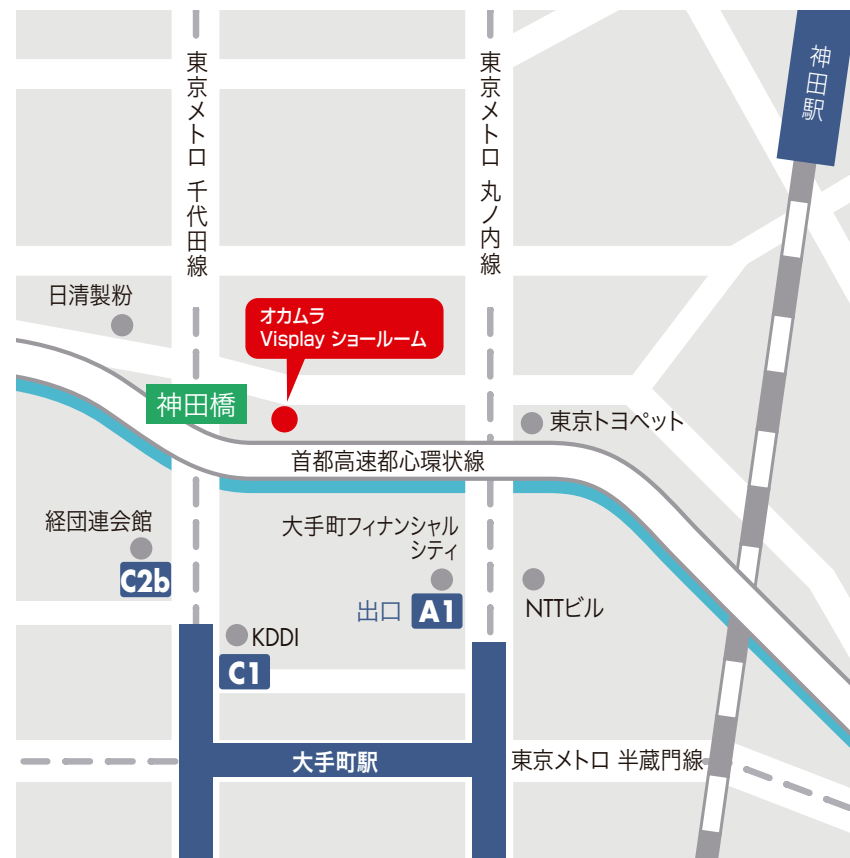 神田駅
東京メトロ 千代田線
東京メトロ 丸ノ内線
日清製粉
オカムラ
Visplay ショールーム
神田橋
東京トヨペット
首都高速都心環状線
経団連会館
C2b
大手町フィナンシャル
シティ
出口 A1
NTTビル
KDDI
C1
大手町駅
東京メトロ 半蔵門線